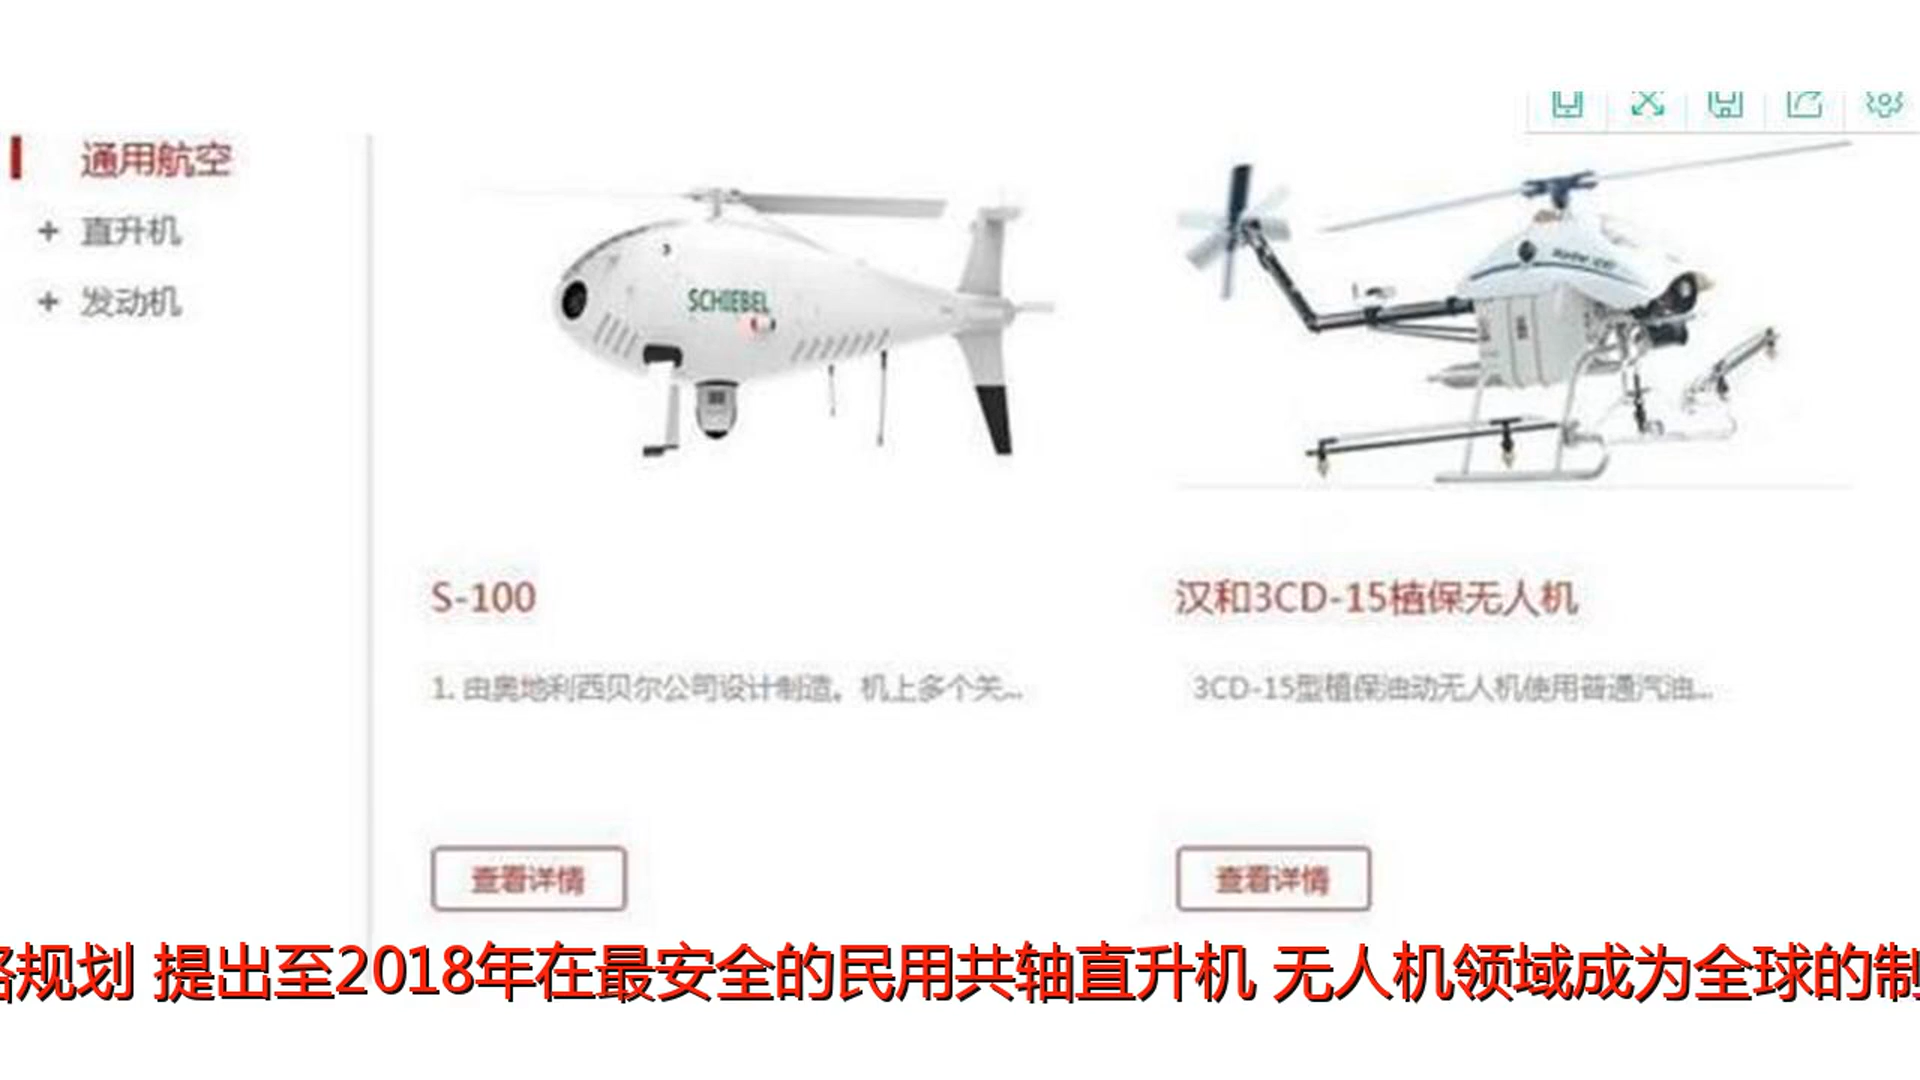 通用航空
+ 直升机
+ 发动机
SCHIEBEL
S-100
汉和3CD-15植保无人机
1. 由奥地利西贝尔公司设计制造。机上多个关...
3CD-15型植保油动无人机使用普通汽油...
查看详情
查看详情
规划 提出至2018年在最安全的民用共轴直升机 无人机领域成为全球的制